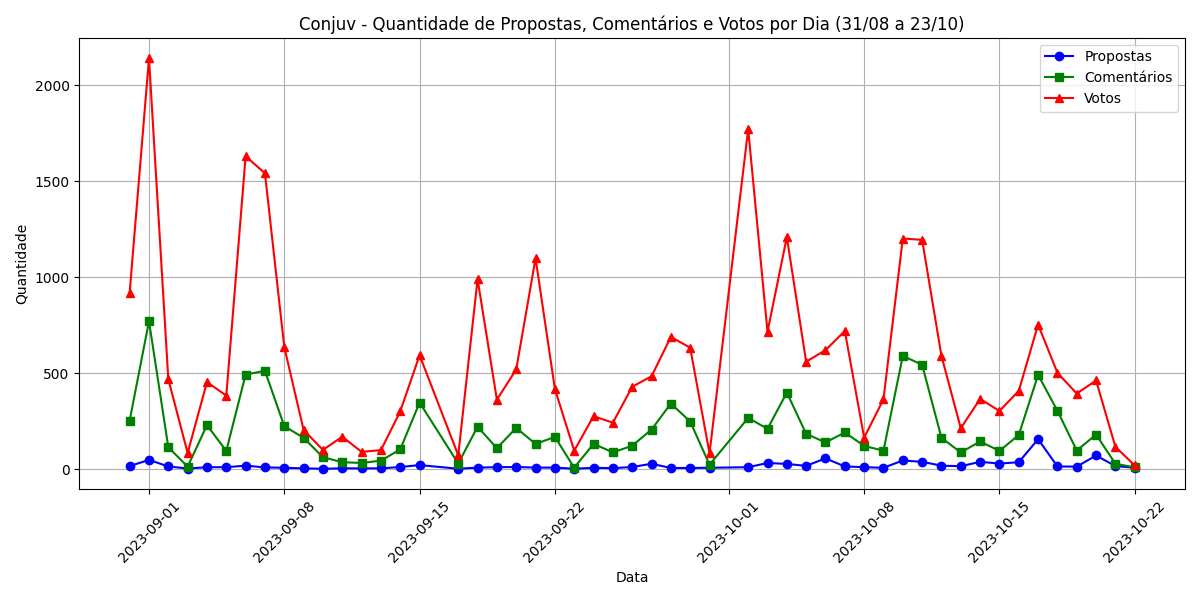 Conjuv - Quantidade de Propostas, Comentários e Votos por Dia (31/08 a 23/10)
Propostas
Comentários
Votos
Quantidade
2000
1500
1000
500
0
2023-09-01
2023-09-08
2023-09-15
2023-09-22
2023-10-01
2023-10-08
2023-10-15
2023-10-22
Data